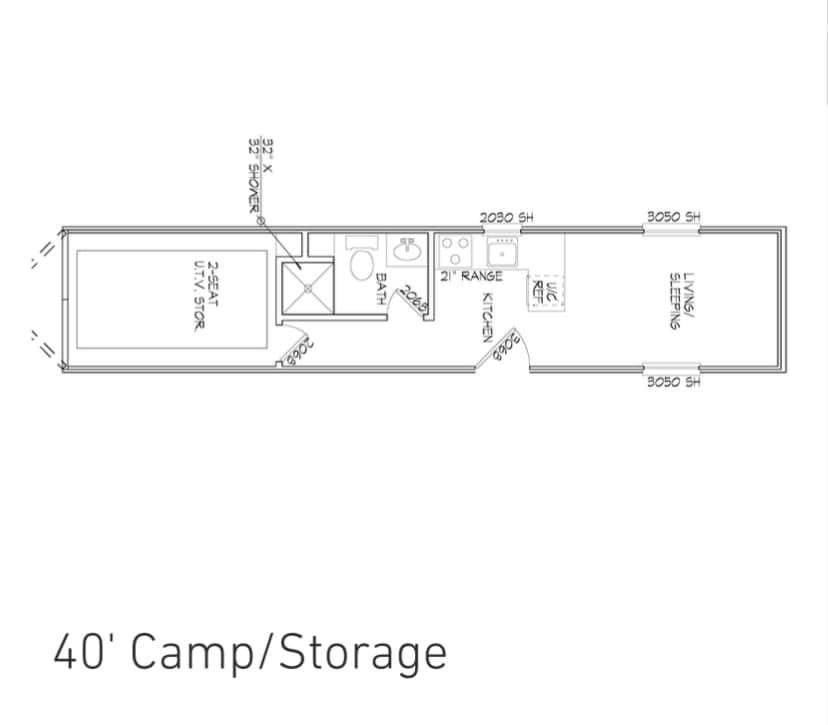 32" X
32" SHOWER
2030 SH
3050 SH
2-SEAT
U.T.V. STOR.
BATH
2068
21" RANGE
KITCHEN
U/C
REF.
LIVING/
SLEEPING
2068
3068
3050 SH
40' Camp/Storage